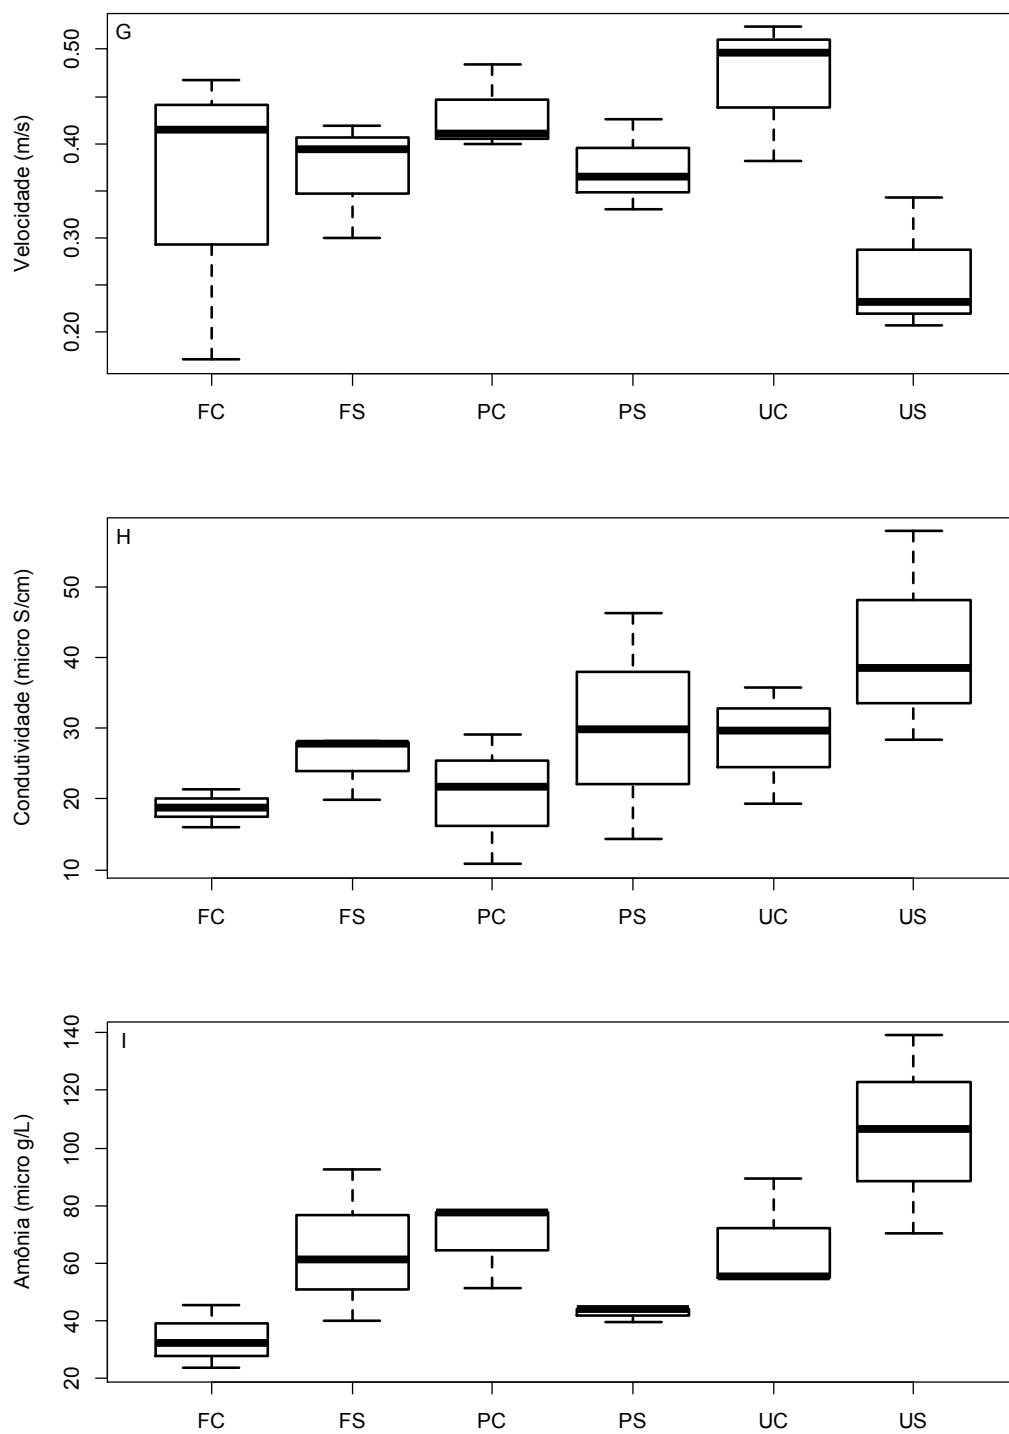 G
Velocidade (m/s)
0.50
0.40
0.30
0.20
FC FS PC PS UC US
H
Condutividade (micro S/cm)
50
40
30
20
10
FC FS PC PS UC US
I
Amônia (micro g/L)
140
120
100
80
60
40
20
FC FS PC PS UC US